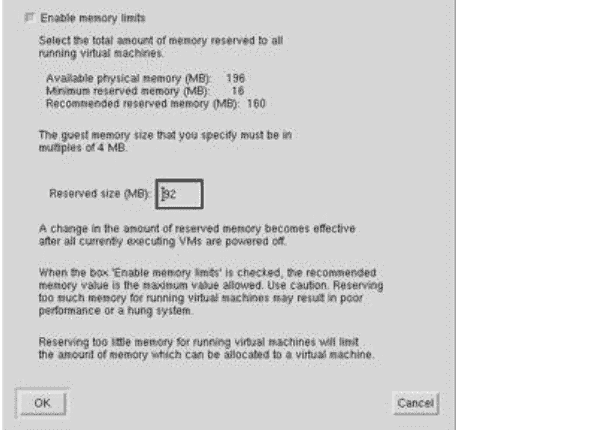 Enable memory limits
Select the total amount of memory reserved to all
running virtual machines.
Available physical memory (MB): 196
Minimum reserved memory (MB): 16
Recommended reserved memory (MB): 160
The guest memory size that you specify must be in
multiples of 4 MB.
Reserved size (MB): 92
A change in the amount of reserved memory becomes effective
after all currently executing VMs are powered off.
When the box 'Enable memory limits' is checked, the recommended
memory value is the maximum value allowed. Use caution. Reserving
too much memory for running virtual machines may result in poor
performance or a hung system.
Reserving too little memory for running virtual machines will limit
the amount of memory which can be allocated to a virtual machine.
OK
Cancel